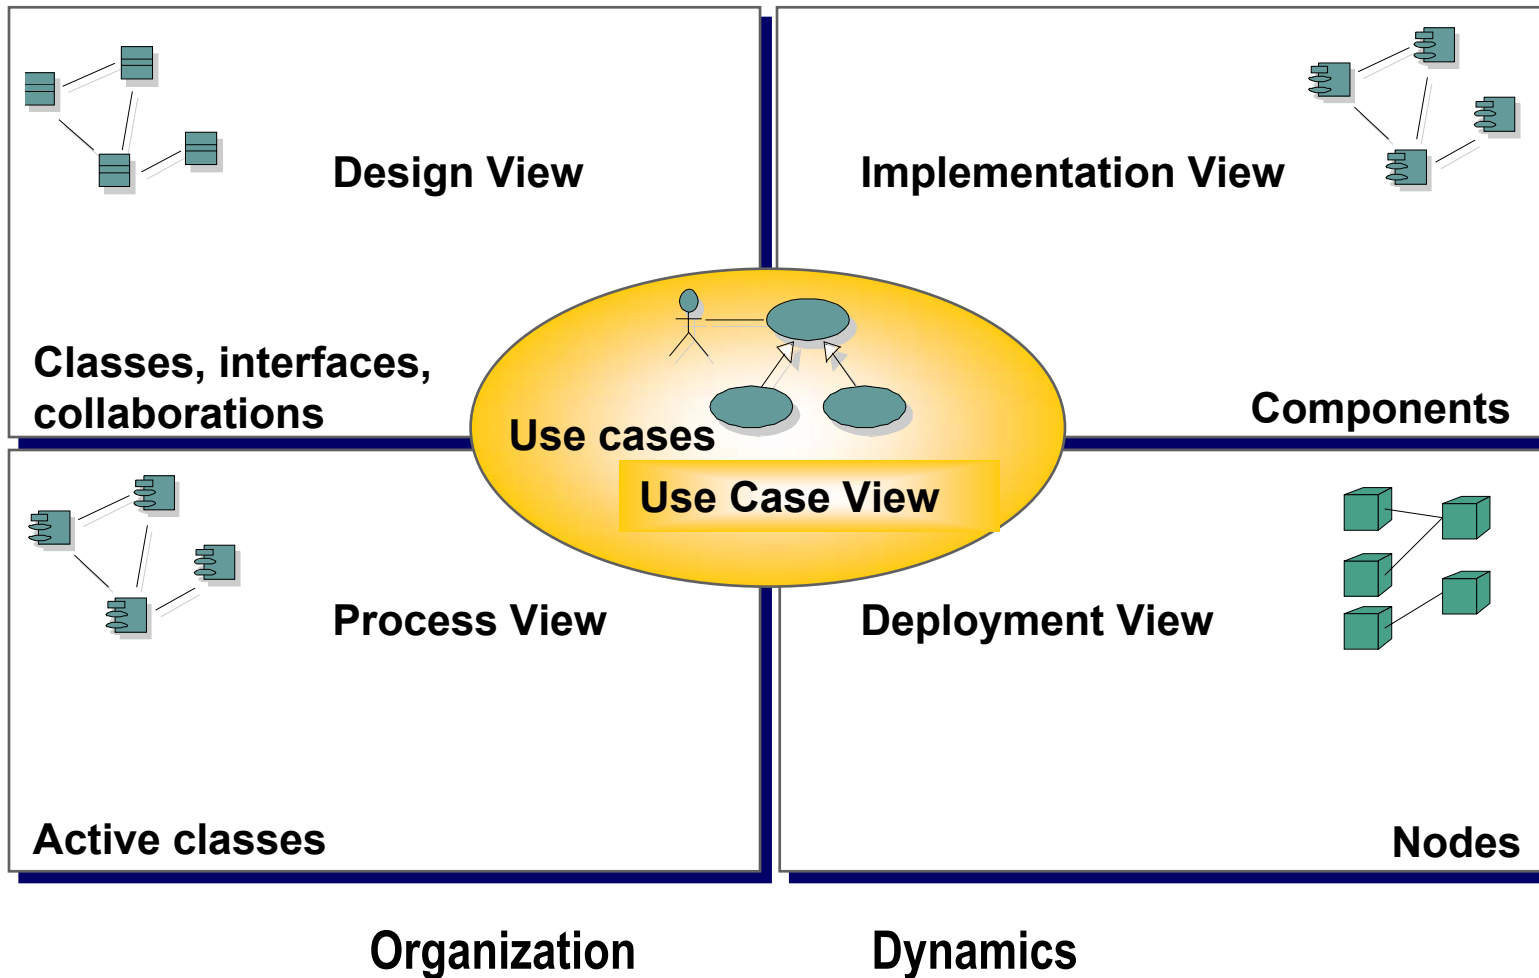 Design View
Implementation View
Classes, interfaces,
collaborations
Components
Use cases
Use Case View
Process View
Deployment View
Active classes
Nodes
Organization
Dynamics